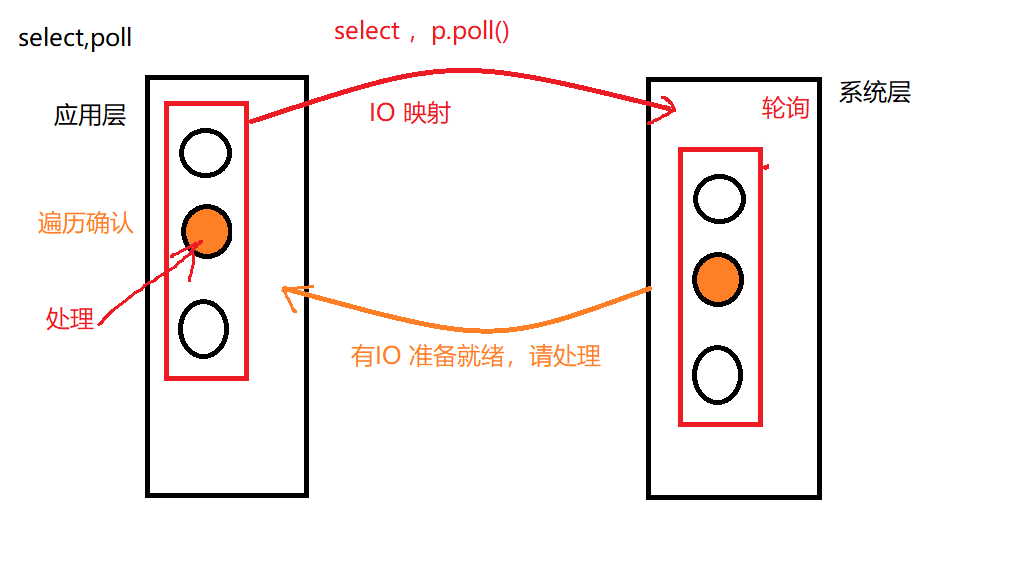 select,poll
select ，p.poll()
应用层
IO 映射
轮询
系统层
遍历确认
处理
有IO 准备就绪，请处理